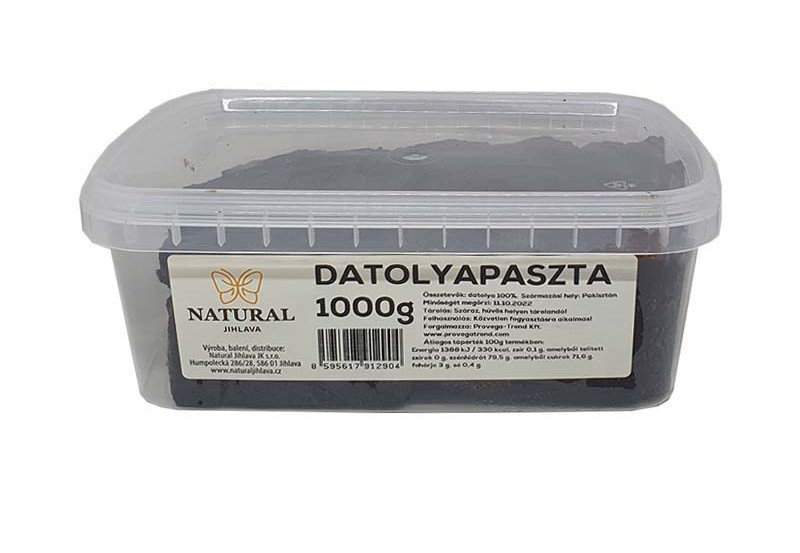 NATURAL
JIHLAVA
Výroba, balení, distribuce:
Natural Jihlava JK s.r.o.
Humpolecká 286/28, 586 01 Jihlava
www.naturaljihlava.cz
DATOLYAPASZTA
1000g
8 595617 912904
Összetevők: datolya 100%. Származási hely: Pakisztán
Minőségét megőrzi: 11.10.2022
Tárolás: Száraz, hűvös helyen tárolandó!
Felhasználás: Közvetlen fogyasztásra alkalmas!
Forgalmazza: Provega-Trend Kft.
www.provegatrend.com
Átlagos tápérték 100g termékben:
Energia 1388 kJ / 330 kcal, zsír 0,1 g, amelyből telített
zsírok 0 g, szénhidrát 79,5 g, amelyből cukrok 71,6 g,
fehérje 3 g, só 0,4 g